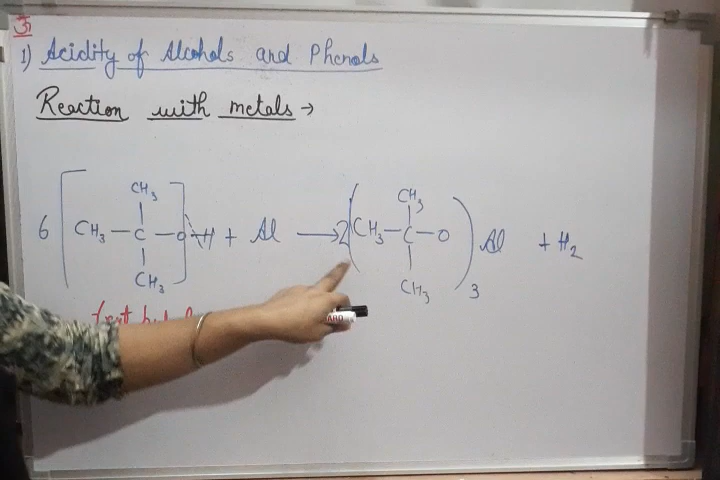 ॐ
1) Acidity of Alcohols and Phenols
Reaction with metals →
CH3 CH3
6 [CH3 — C — O]H + Al → 2(CH3 — C — O)3 Al + H2
CH3 CH3